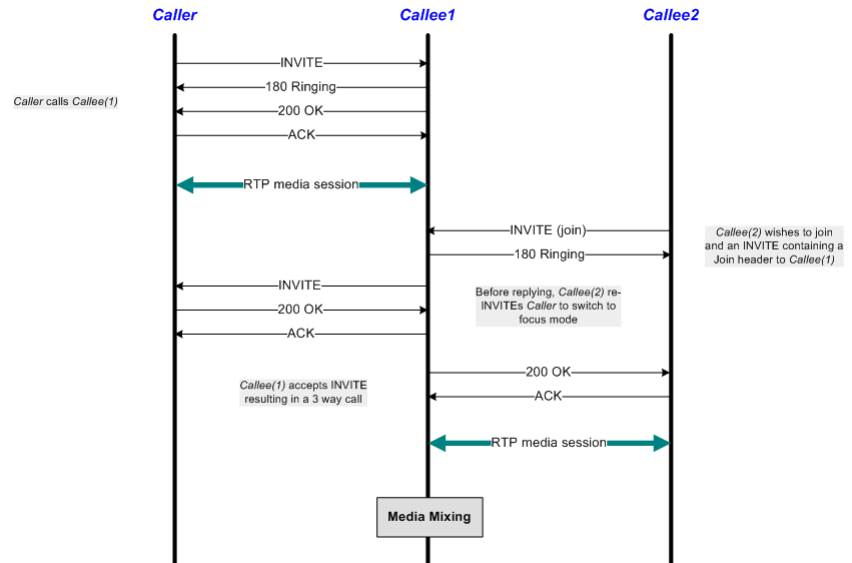 Caller
Callee1
Callee2
INVITE
180 Ringing
Caller calls Callee(1)
200 OK
ACK
RTP media session
INVITE (join)
Callee(2) wishes to join
and an INVITE containing a
Join header to Callee(1)
180 Ringing
INVITE
Before replying, Callee(2) re-
INVITEs Caller to switch to
focus mode
200 OK
ACK
200 OK
Callee(1) accepts INVITE
resulting in a 3 way call
ACK
RTP media session
Media Mixing